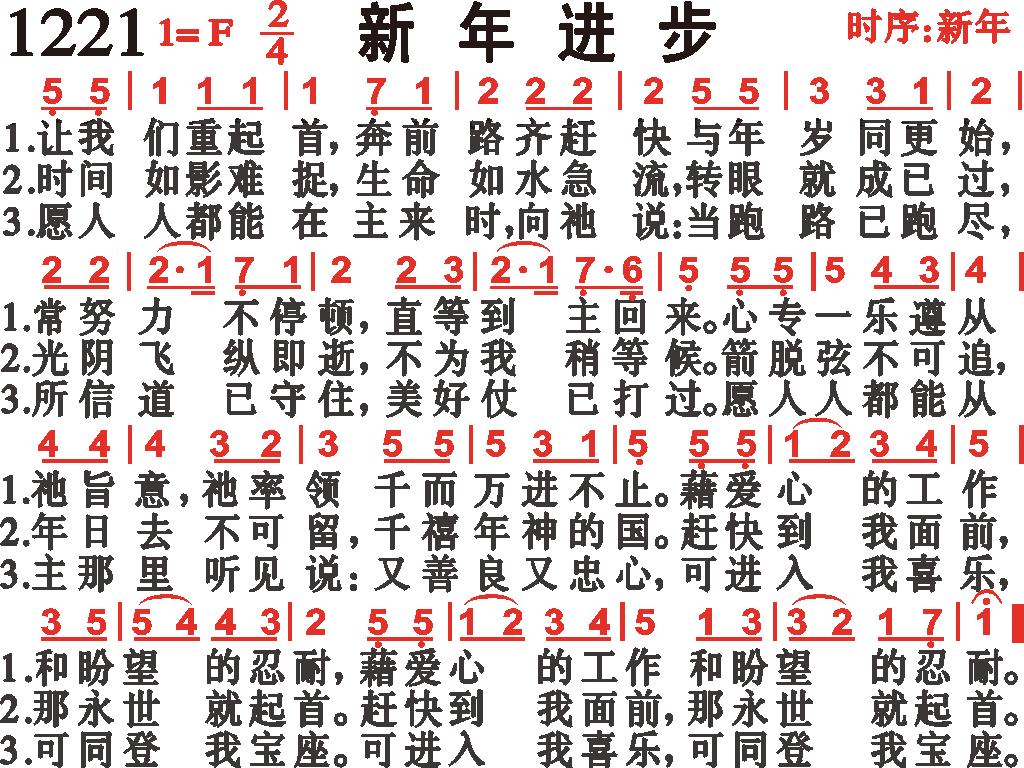 1221 1=F 2/4 新年进步 时序:新年
5 5 | 1 1 1 | 1 7 1 | 2 2 2 | 2 5 5 | 3 3 1 | 2 |
1.让我 们重起 首,奔前 路齐赶 快与年 岁同更 始,
2.时间 如影难 捉,生命 如水急 流,转眼 就成已 过,
3.愿人 人都能 在主来 时,向祂 说:当跑 路已跑 尽,
2 2 | 2·1 7 1 | 2 2 3 | 2·1 7·6 | 5 5 5 | 5 4 3 | 4 |
1.常努力 不停顿,直等到 主回来。心专一乐遵从
2.光阴飞 纵即逝,不为我 稍等候。箭脱弦不可追,
3.所信道 已守住,美好仗 已打过。愿人人都能从
4 4 | 4 3 2 | 3 5 5 | 5 3 1 | 5 5 5 | 1 2 3 4 | 5 |
1.祂旨意,祂率领 千而万进不止。藉爱心 的工作
2.年日去 不可留,千禧年神的国。赶快到 我面前,
3.主那里 听见说:又善良又忠心,可进入 我喜乐,
3 5 | 5 4 4 3 | 2 5 5 | 1 2 3 4 | 5 1 3 | 3 2 1 7 | 1
1.和盼望 的忍耐,藉爱心 的工作 和盼望 的忍耐。
2.那永世 就起首。赶快到 我面前,那永世 就起首。
3.可同登 我宝座。可进入 我喜乐,可同登 我宝座。